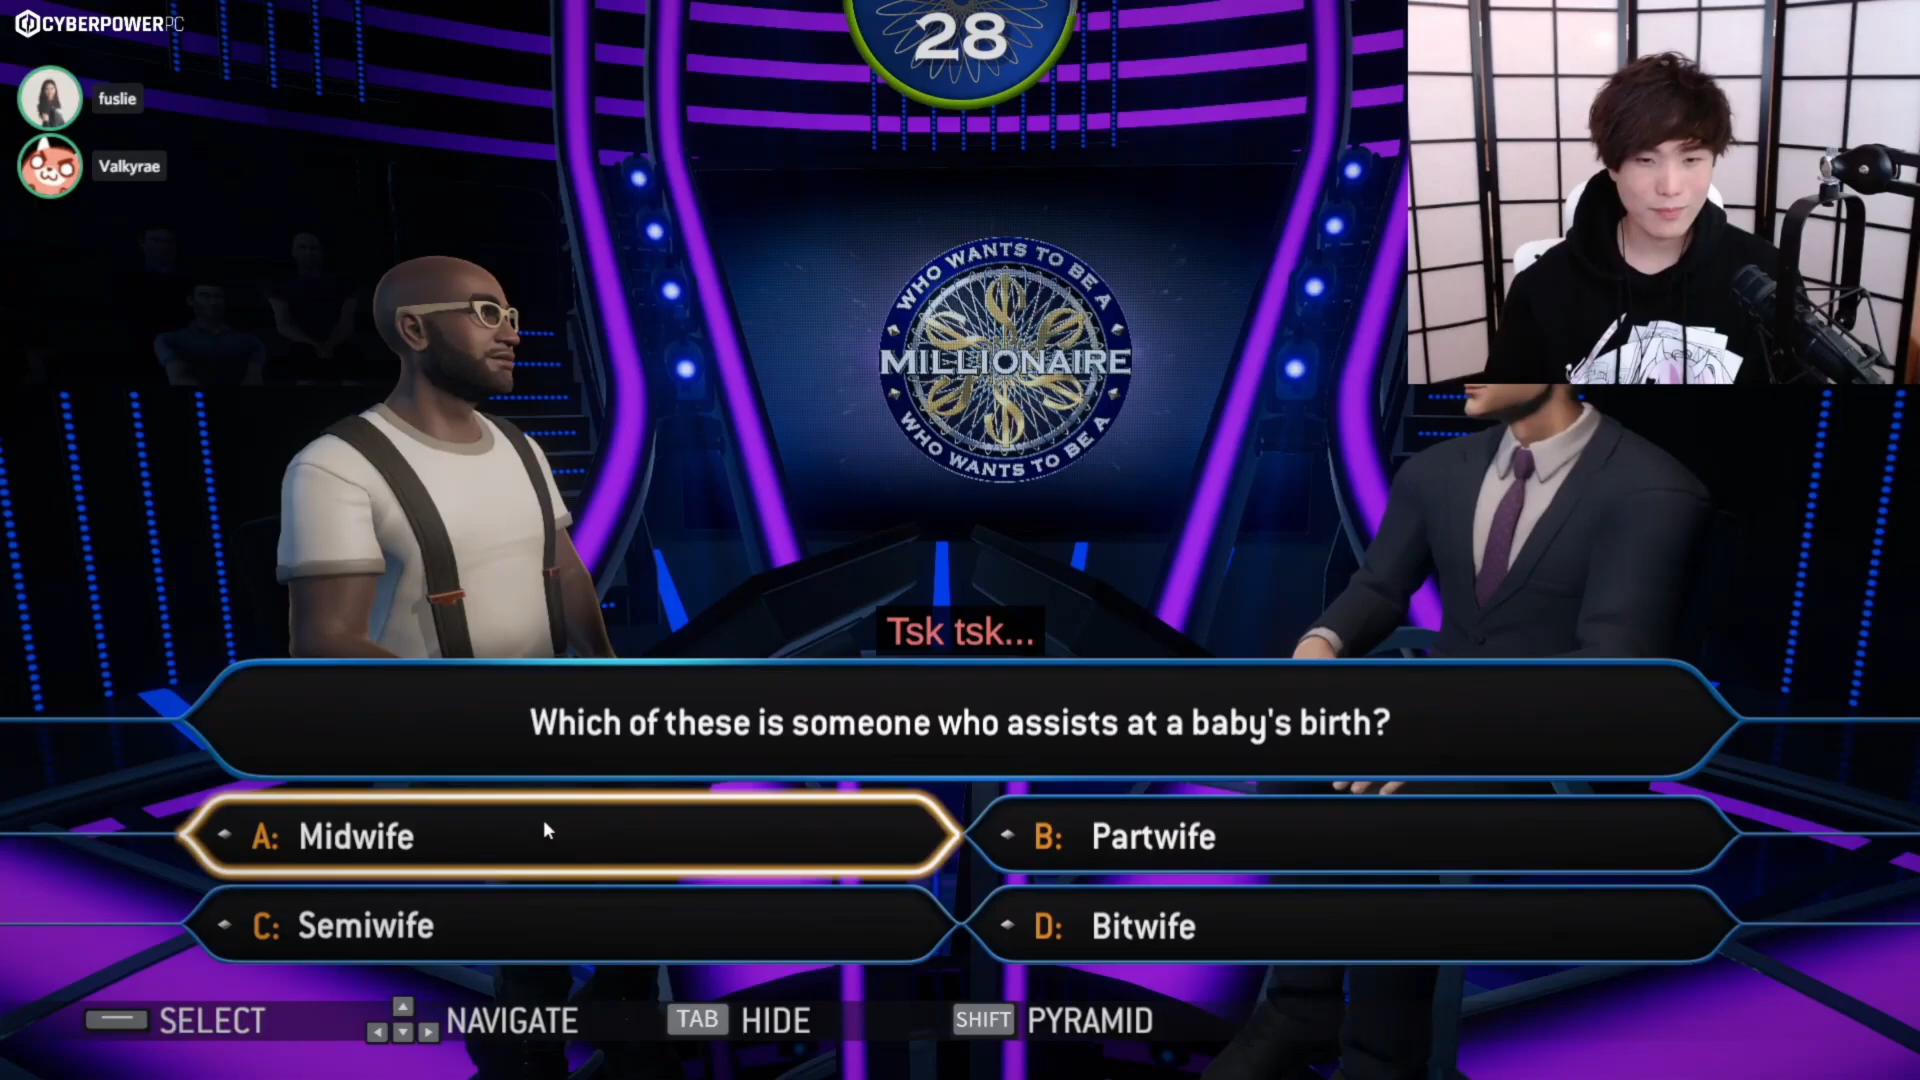 CYBERPOWERPC
28
fuslie
Valkyrae
WHO WANTS TO BE A
MILLIONAIRE
WHO WANTS TO BE A
Tsk tsk...
Which of these is someone who assists at a baby's birth?
A: Midwife
B: Partwife
C: Semiwife
D: Bitwife
SELECT
NAVIGATE
TAB HIDE
SHIFT PYRAMID